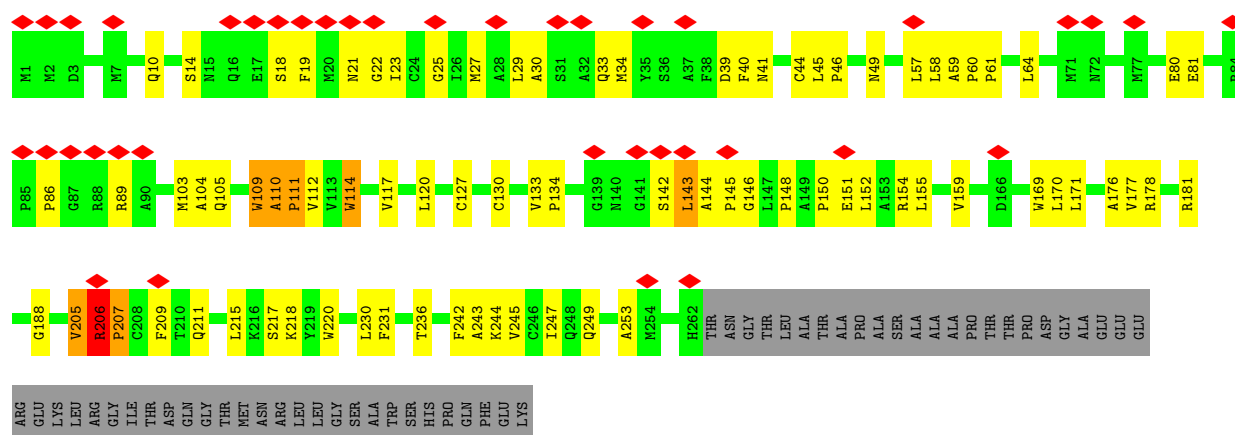 M1 M2 D3 M7 Q10 S14 N15 Q16 E17 S18 F19 M20 N21 G22 I23 C24 G25 I26 M27 A28 L29 A30 S31 A32 Q33 M34 Y35 S36 A37 F38 D39 F40 N41 C44 L45 P46 N49 L57 L58 A59 P60 P61 L64 M71 N72 M77 E80 E81
P85 P86 G87 R88 R89 A90 M103 A104 Q105 W109 A110 P111 V112 V113 W114 V117 L120 C127 C130 V133 P134 G139 N140 G141 S142 L143 A144 P145 G146 L147 P148 A149 P150 E151 L152 A153 R154 L155 V159 D166 W169 L170 L171 A176 V177 R178 R181
G188 V205 R206 P207 C208 F209 T210 Q211 L215 K216 S217 K218 Y219 W220 L230 F231 T236 F242 A243 K244 V245 C246 I247 Q248 Q249 A253 M254 H262 THR ASN GLY THR LEU ALA THR ALA PRO ALA SER ALA ALA ALA PRO THR THR PRO ASP GLY ALA GLU GLU GLU
ARG GLU LYS LEU ARG GLY ILE THR ASP GLN GLY THR MET ASN ARG LEU LEU GLY SER ALA TRP SER HIS PRO GLN PHE GLU LYS